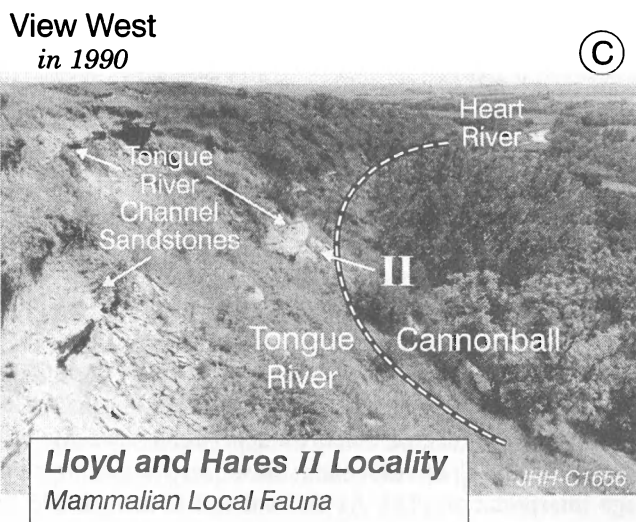 View West
in 1990
C
Heart
River
Tongue
River
Channel
Sandstones
II
Tongue
River
Cannonball
Lloyd and Hares II Locality
Mammalian Local Fauna
JHH-C1656